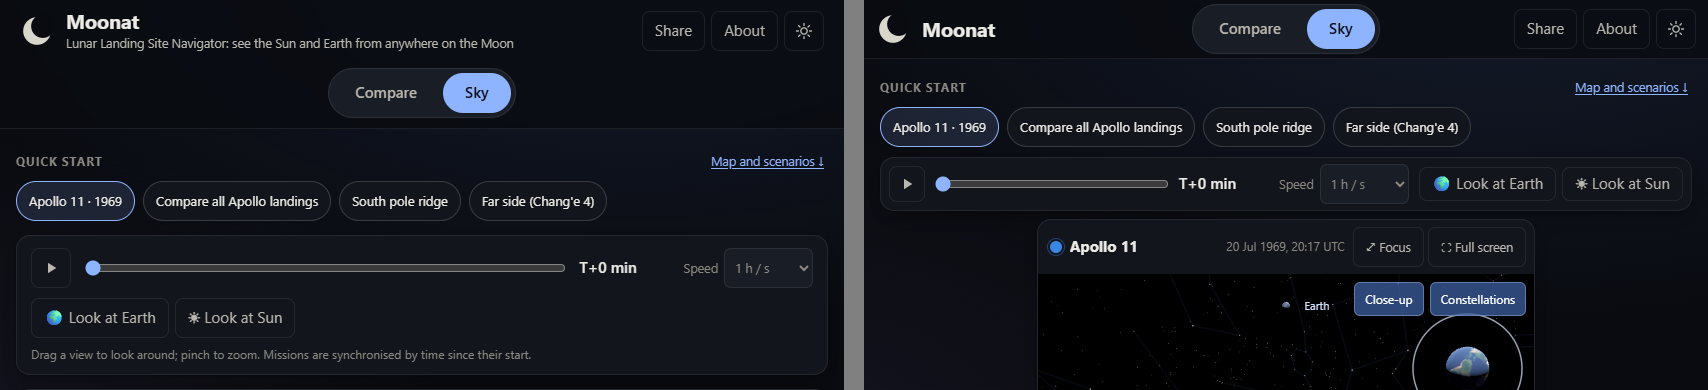 Moonat
Lunar Landing Site Navigator: see the Sun and Earth from anywhere on the Moon
Share
About
Compare
Sky
QUICK START
Map and scenarios ↓
Apollo 11 · 1969
Compare all Apollo landings
South pole ridge
Far side (Chang'e 4)
T+0 min
Speed
1 h / s
Look at Earth
Look at Sun
Drag a view to look around; pinch to zoom. Missions are synchronised by time since their start.
Moonat
Compare
Sky
Share
About
QUICK START
Map and scenarios ↓
Apollo 11 · 1969
Compare all Apollo landings
South pole ridge
Far side (Chang'e 4)
T+0 min
Speed
1 h / s
Look at Earth
Look at Sun
Apollo 11
20 Jul 1969, 20:17 UTC
Focus
Full screen
Earth
Close-up
Constellations